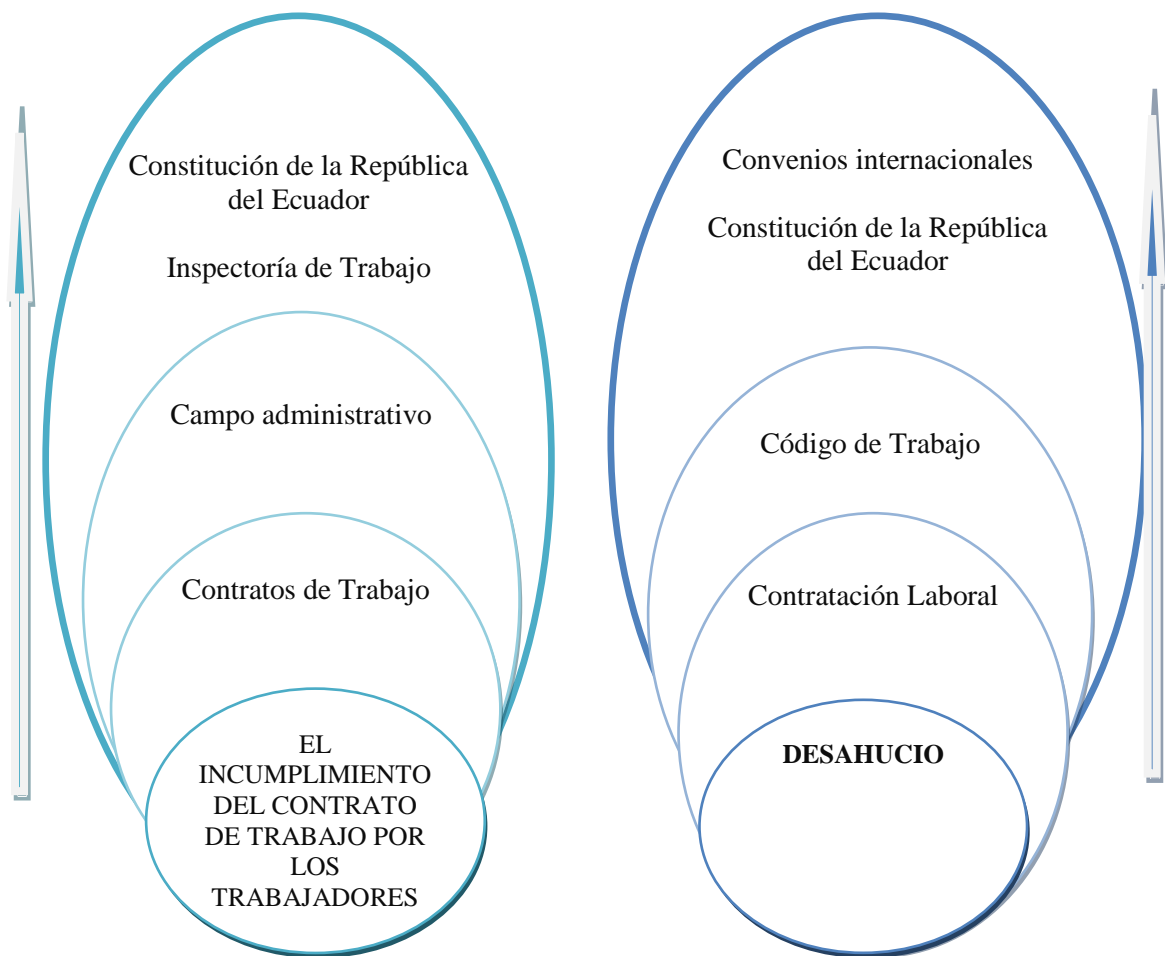 Constitución de la República
del Ecuador
Inspectoría de Trabajo
Campo administrativo
Contratos de Trabajo
EL
INCUMPLIMIENTO
DEL CONTRATO
DE TRABAJO POR
LOS
TRABAJADORES
Convenios internacionales
Constitución de la República
del Ecuador
Código de Trabajo
Contratación Laboral
DESAHUCIO